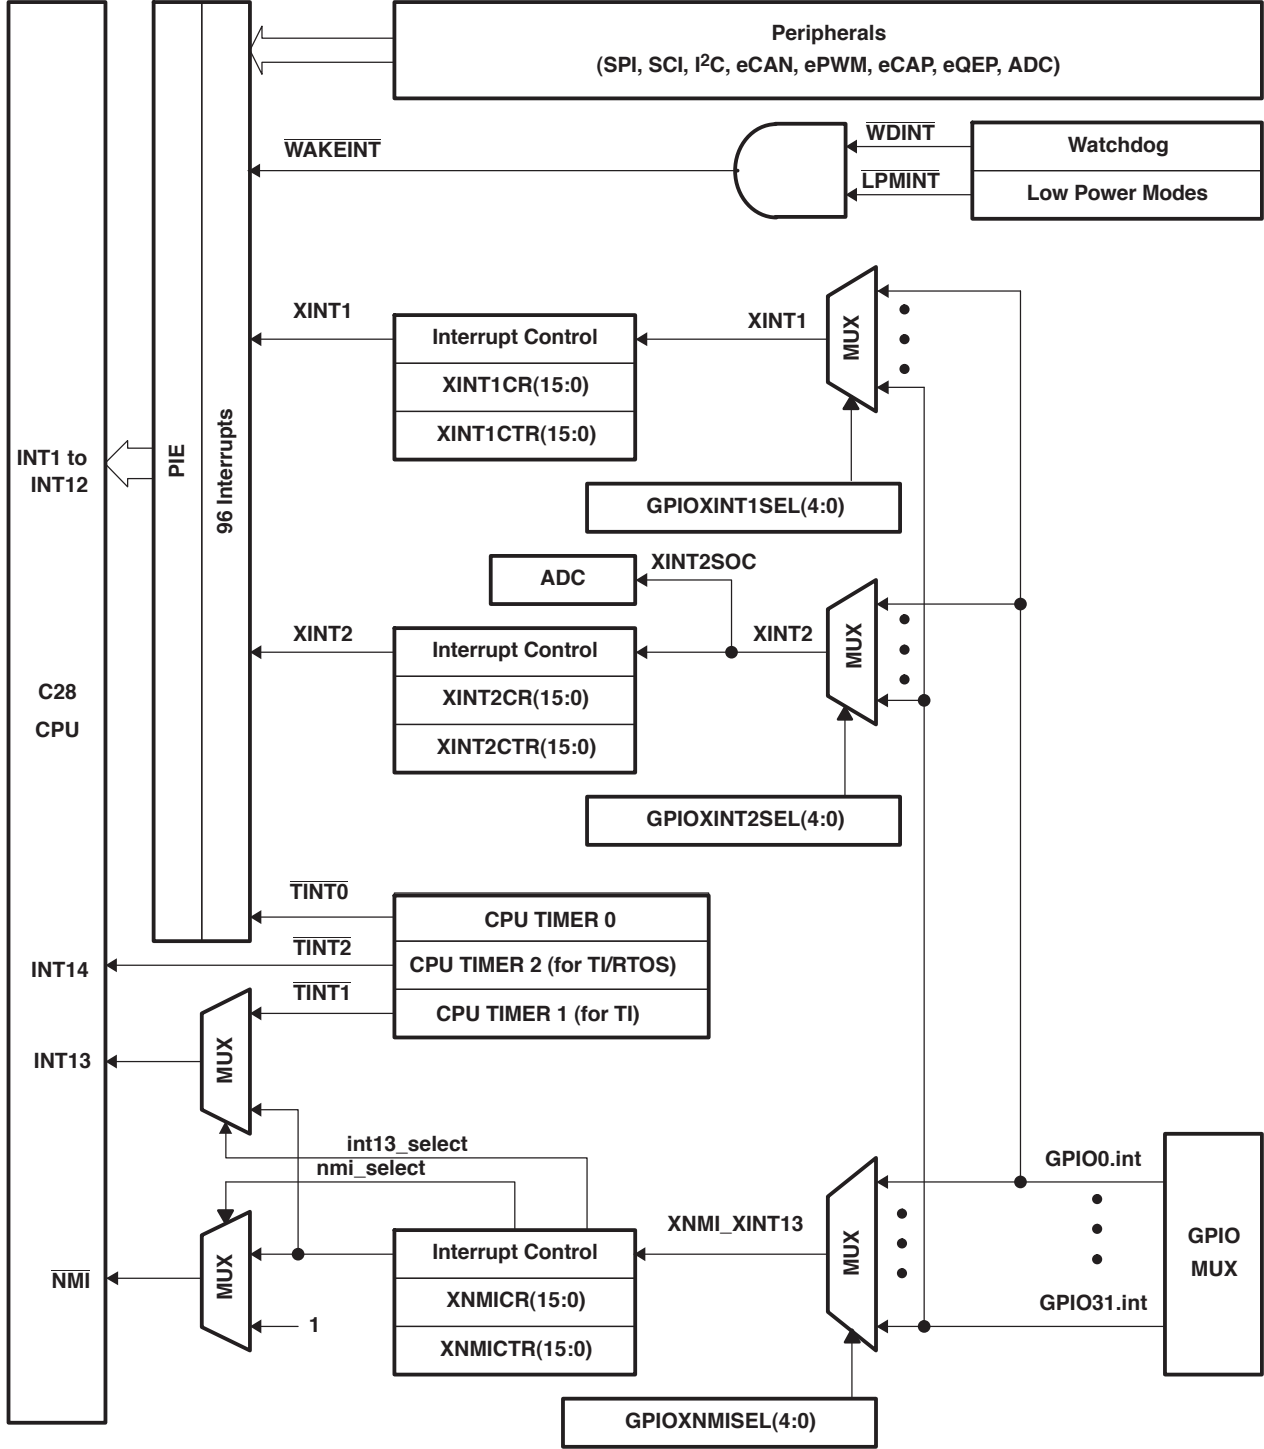 Peripherals
(SPI, SCI, I²C, eCAN, ePWM, eCAP, eQEP, ADC)
WDINT
Watchdog
WAKEINT
LPMINT
Low Power Modes
XINT1
Interrupt Control
XINT1
MUX
XINT1CR(15:0)
XINT1CTR(15:0)
INT1 to
INT12
PIE
96 Interrupts
GPIOXINT1SEL(4:0)
ADC
XINT2SOC
XINT2
Interrupt Control
XINT2
MUX
C28
CPU
XINT2CR(15:0)
XINT2CTR(15:0)
GPIOXINT2SEL(4:0)
TINT0
CPU TIMER 0
TINT2
INT14
CPU TIMER 2 (for TI/RTOS)
TINT1
CPU TIMER 1 (for TI)
INT13
MUX
int13_select
nmi_select
GPIO0.int
XNMI_XINT13
MUX
GPIO
MUX
NMI
MUX
Interrupt Control
XNMICR(15:0)
GPIO31.int
1
XNMICTR(15:0)
GPIOXNMISEL(4:0)